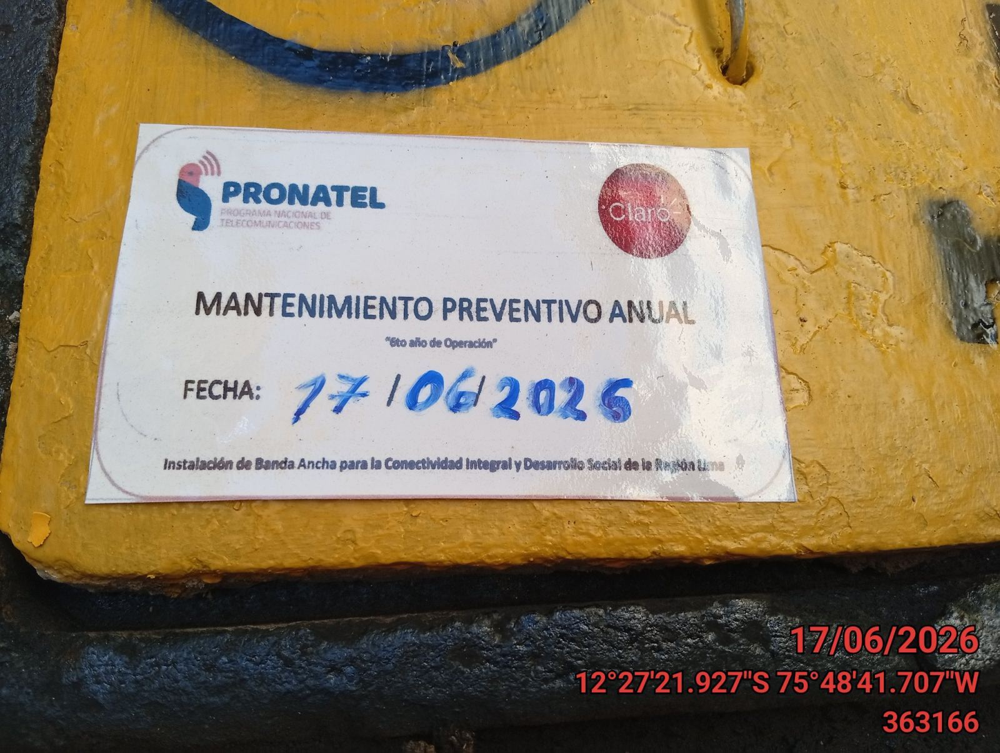 PRONATEL
PROGRAMA NACIONAL DE
TELECOMUNICACIONES
Claro
MANTENIMIENTO PREVENTIVO ANUAL
"6to año de Operación"
FECHA: 17/06/2026
Instalación de Banda Ancha para la Conectividad Integral y Desarrollo Social de la Región Lima
17/06/2026
12°27'21.927"S 75°48'41.707"W
363166